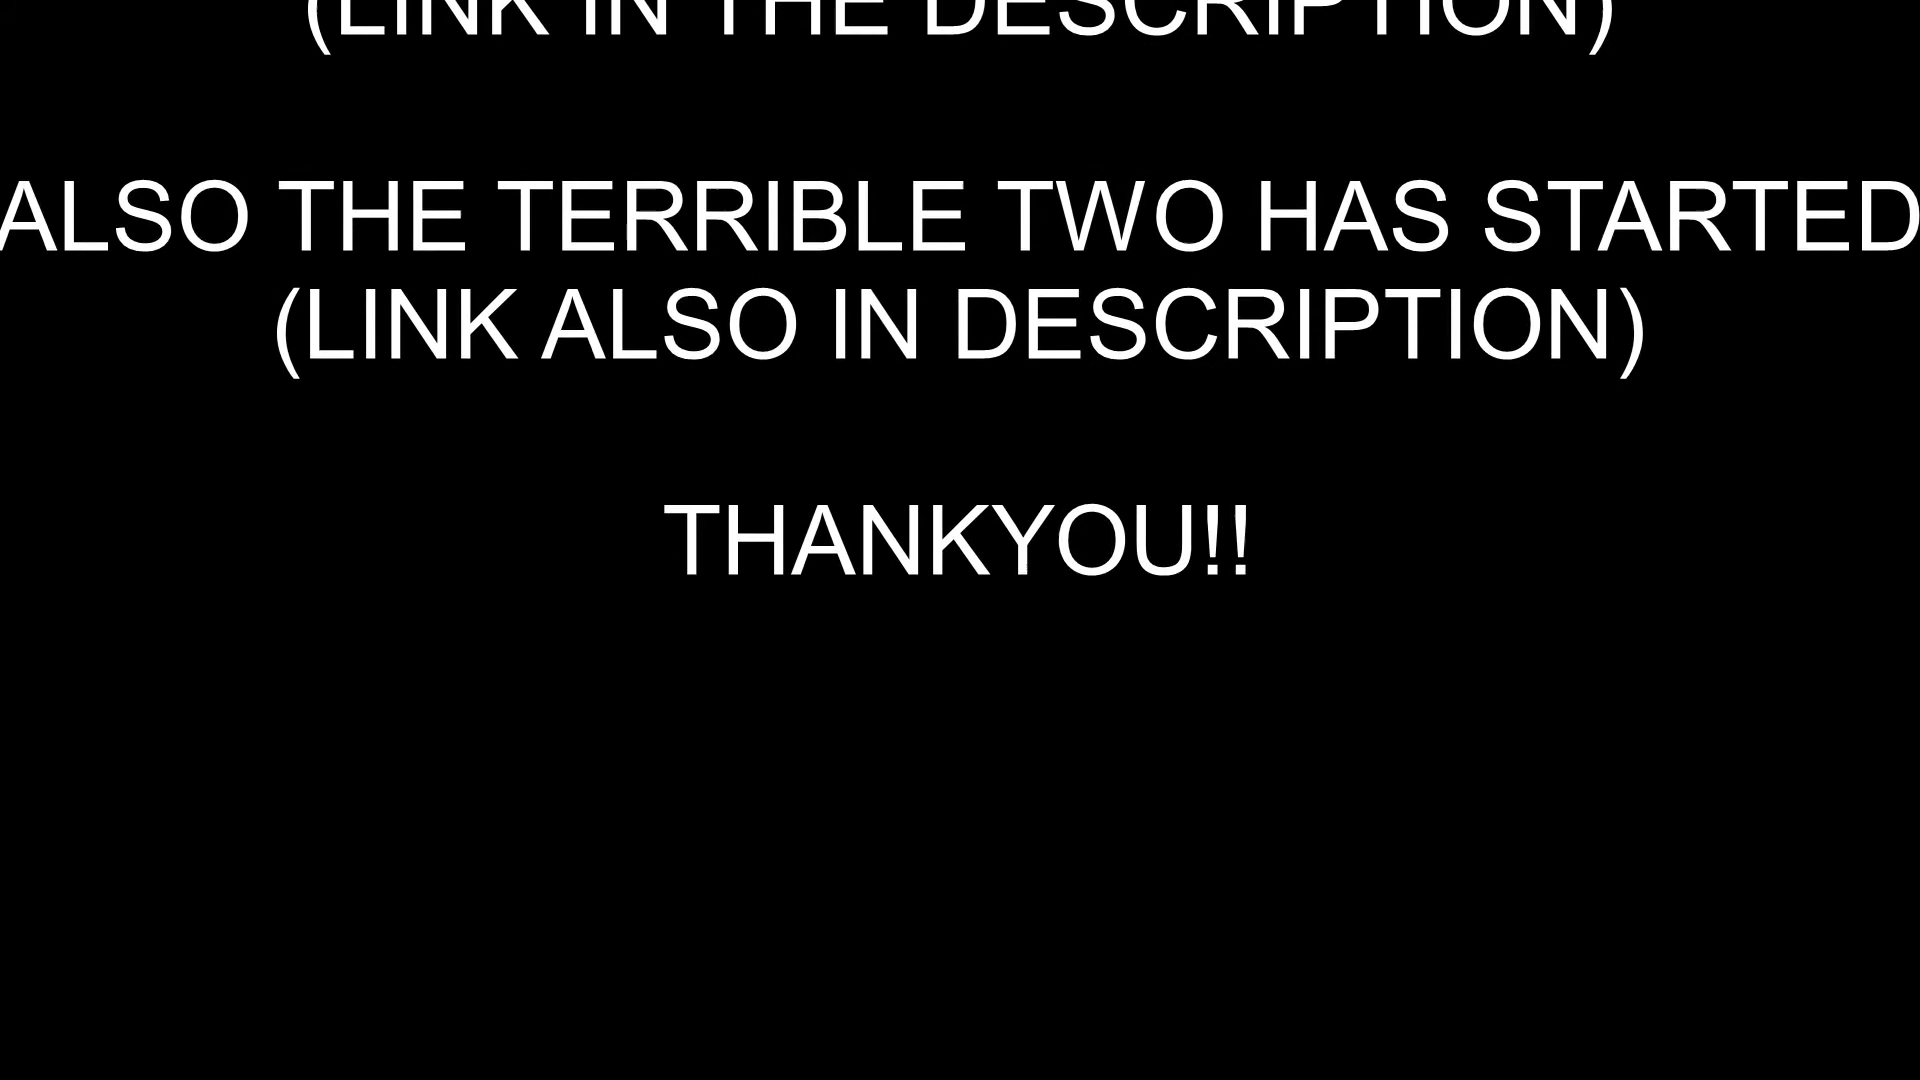 (LINK IN THE DESCRIPTION)
ALSO THE TERRIBLE TWO HAS STARTED
(LINK ALSO IN DESCRIPTION)
THANKYOU!!